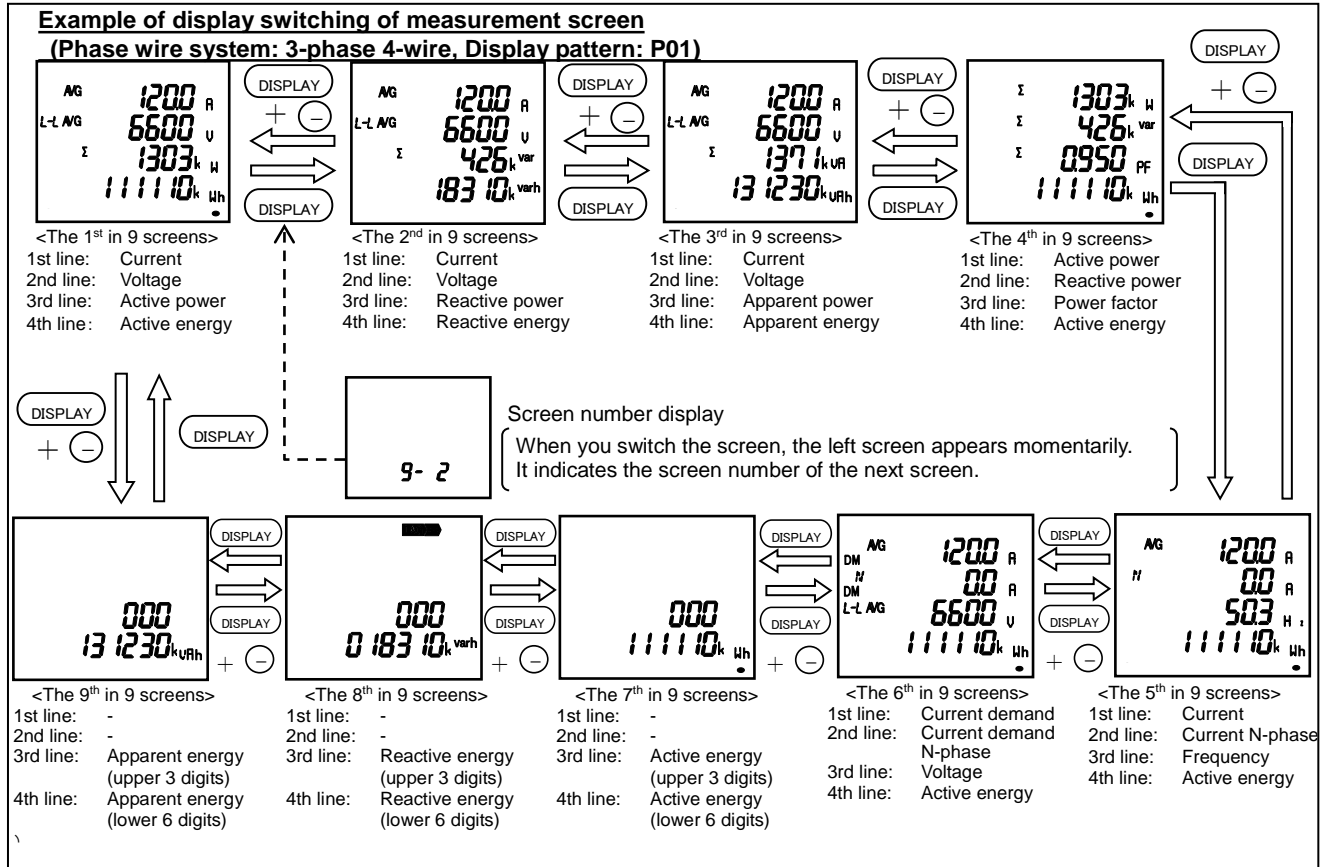 Example of display switching of measurement screen
(Phase wire system: 3-phase 4-wire, Display pattern: P01)
DISPLAY
+ −
AVG 120.0 A
L-L AVG 6600 V
Σ 1303k W
111110k Wh
DISPLAY
+ −
DISPLAY
AVG 120.0 A
L-L AVG 6600 V
Σ 426k var
18310k varh
DISPLAY
+ −
DISPLAY
AVG 120.0 A
L-L AVG 6600 V
Σ 1371kVA
131230kVAh
DISPLAY
+ −
DISPLAY
Σ 1303k W
Σ 426k var
Σ 0.950 PF
111110k Wh
DISPLAY
<The 1st in 9 screens>
1st line: Current
2nd line: Voltage
3rd line: Active power
4th line: Active energy
<The 2nd in 9 screens>
1st line: Current
2nd line: Voltage
3rd line: Reactive power
4th line: Reactive energy
<The 3rd in 9 screens>
1st line: Current
2nd line: Voltage
3rd line: Apparent power
4th line: Apparent energy
<The 4th in 9 screens>
1st line: Active power
2nd line: Reactive power
3rd line: Power factor
4th line: Active energy
DISPLAY
+ −
DISPLAY
9- 2
Screen number display
When you switch the screen, the left screen appears momentarily.
It indicates the screen number of the next screen.
000
131230kVAh
DISPLAY
DISPLAY
+ −
000
018310k varh
DISPLAY
DISPLAY
+ −
000
111110k Wh
DISPLAY
DISPLAY
+ −
DM AVG 120.0 A
N
DM 0.0 A
L-L AVG 6600 V
111110k Wh
DISPLAY
DISPLAY
+ −
AVG 120.0 A
N 0.0 A
50.3 Hz
111110k Wh
<The 9th in 9 screens>
1st line: -
2nd line: -
3rd line: Apparent energy
(upper 3 digits)
4th line: Apparent energy
(lower 6 digits)
<The 8th in 9 screens>
1st line: -
2nd line: -
3rd line: Reactive energy
(upper 3 digits)
4th line: Reactive energy
(lower 6 digits)
<The 7th in 9 screens>
1st line: -
2nd line: -
3rd line: Active energy
(upper 3 digits)
4th line: Active energy
(lower 6 digits)
<The 6th in 9 screens>
1st line: Current demand
2nd line: Current demand
N-phase
3rd line: Voltage
4th line: Active energy
<The 5th in 9 screens>
1st line: Current
2nd line: Current N-phase
3rd line: Frequency
4th line: Active energy